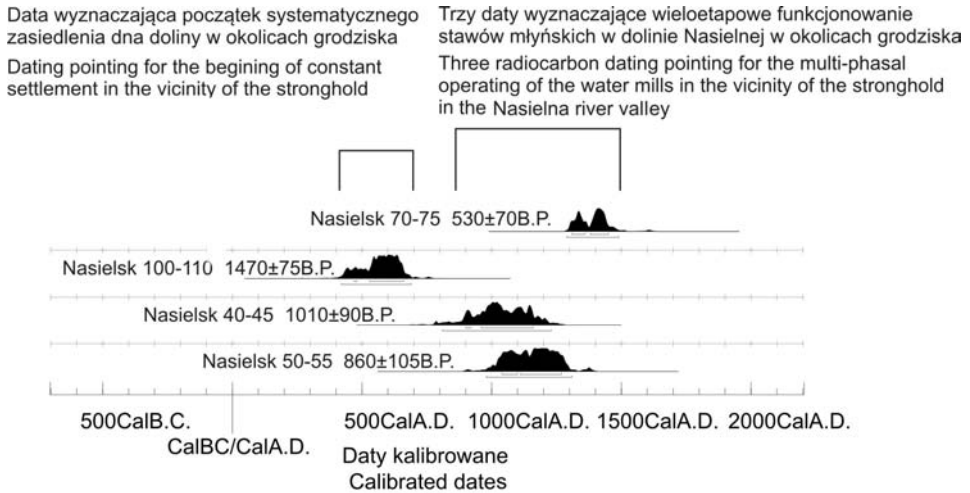 Data wyznaczająca początek systematycznego
zasiedlenia dna doliny w okolicach grodziska
Dating pointing for the begining of constant
settlement in the vicinity of the stronghold
Trzy daty wyznaczające wieloetapowe funkcjonowanie
stawów młyńskich w dolinie Nasielnej w okolicach grodziska
Three radiocarbon dating pointing for the multi-phasal
operating of the water mills in the vicinity of the stronghold
in the Nasielna river valley
Nasielsk 70-75 530±70B.P.
Nasielsk 100-110 1470±75B.P.
Nasielsk 40-45 1010±90B.P.
Nasielsk 50-55 860±105B.P.
500CalB.C.
CalBC/CalA.D.
500CalA.D.
1000CalA.D.
1500CalA.D.
2000CalA.D.
Daty kalibrowane
Calibrated dates